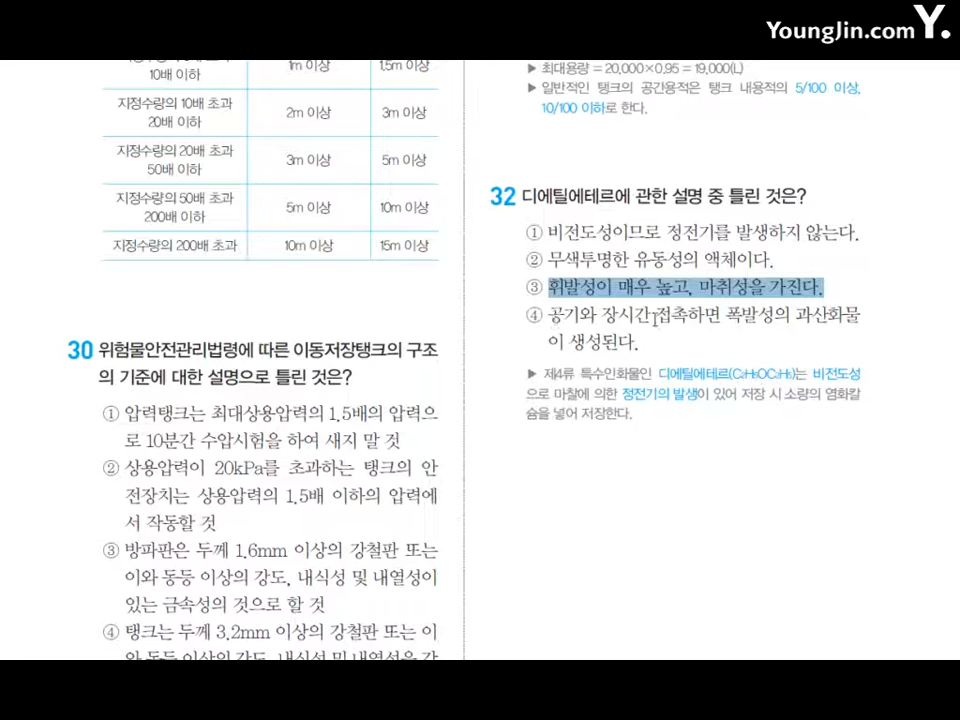 YoungJin.com Y.
10배 이하
1m 이상
1.5m 이상
지정수량의 10배 초과
20배 이하
2m 이상
3m 이상
지정수량의 20배 초과
50배 이하
3m 이상
5m 이상
지정수량의 50배 초과
200배 이하
5m 이상
10m 이상
지정수량의 200배 초과
10m 이상
15m 이상
30 위험물안전관리법령에 따른 이동저장탱크의 구조
의 기준에 대한 설명으로 틀린 것은?
① 압력탱크는 최대상용압력의 1.5배의 압력으
로 10분간 수압시험을 하여 새지 말 것
② 상용압력이 20kPa를 초과하는 탱크의 안
전장치는 상용압력의 1.5배 이하의 압력에
서 작동할 것
③ 방파판은 두께 1.6mm 이상의 강철판 또는
이와 동등 이상의 강도, 내식성 및 내열성이
있는 금속성의 것으로 할 것
④ 탱크는 두께 3.2mm 이상의 강철판 또는 이
와 동등 이상의 강도, 내식성 및 내열성을 갖
▶ 최대용량 = 20,000×0.95 = 19,000(L)
▶ 일반적인 탱크의 공간용적은 탱크 내용적의 5/100 이상,
10/100 이하로 한다.
32 디에틸에테르에 관한 설명 중 틀린 것은?
① 비전도성이므로 정전기를 발생하지 않는다.
② 무색투명한 유동성의 액체이다.
③ 휘발성이 매우 높고, 마취성을 가진다.
④ 공기와 장시간 접촉하면 폭발성의 과산화물
이 생성된다.
▶ 제4류 특수인화물인 디에틸에테르(C₂H₅OC₂H₅)는 비전도성
으로 마찰에 의한 정전기의 발생이 있어 저장 시 소량의 염화칼
슘을 넣어 저장한다.